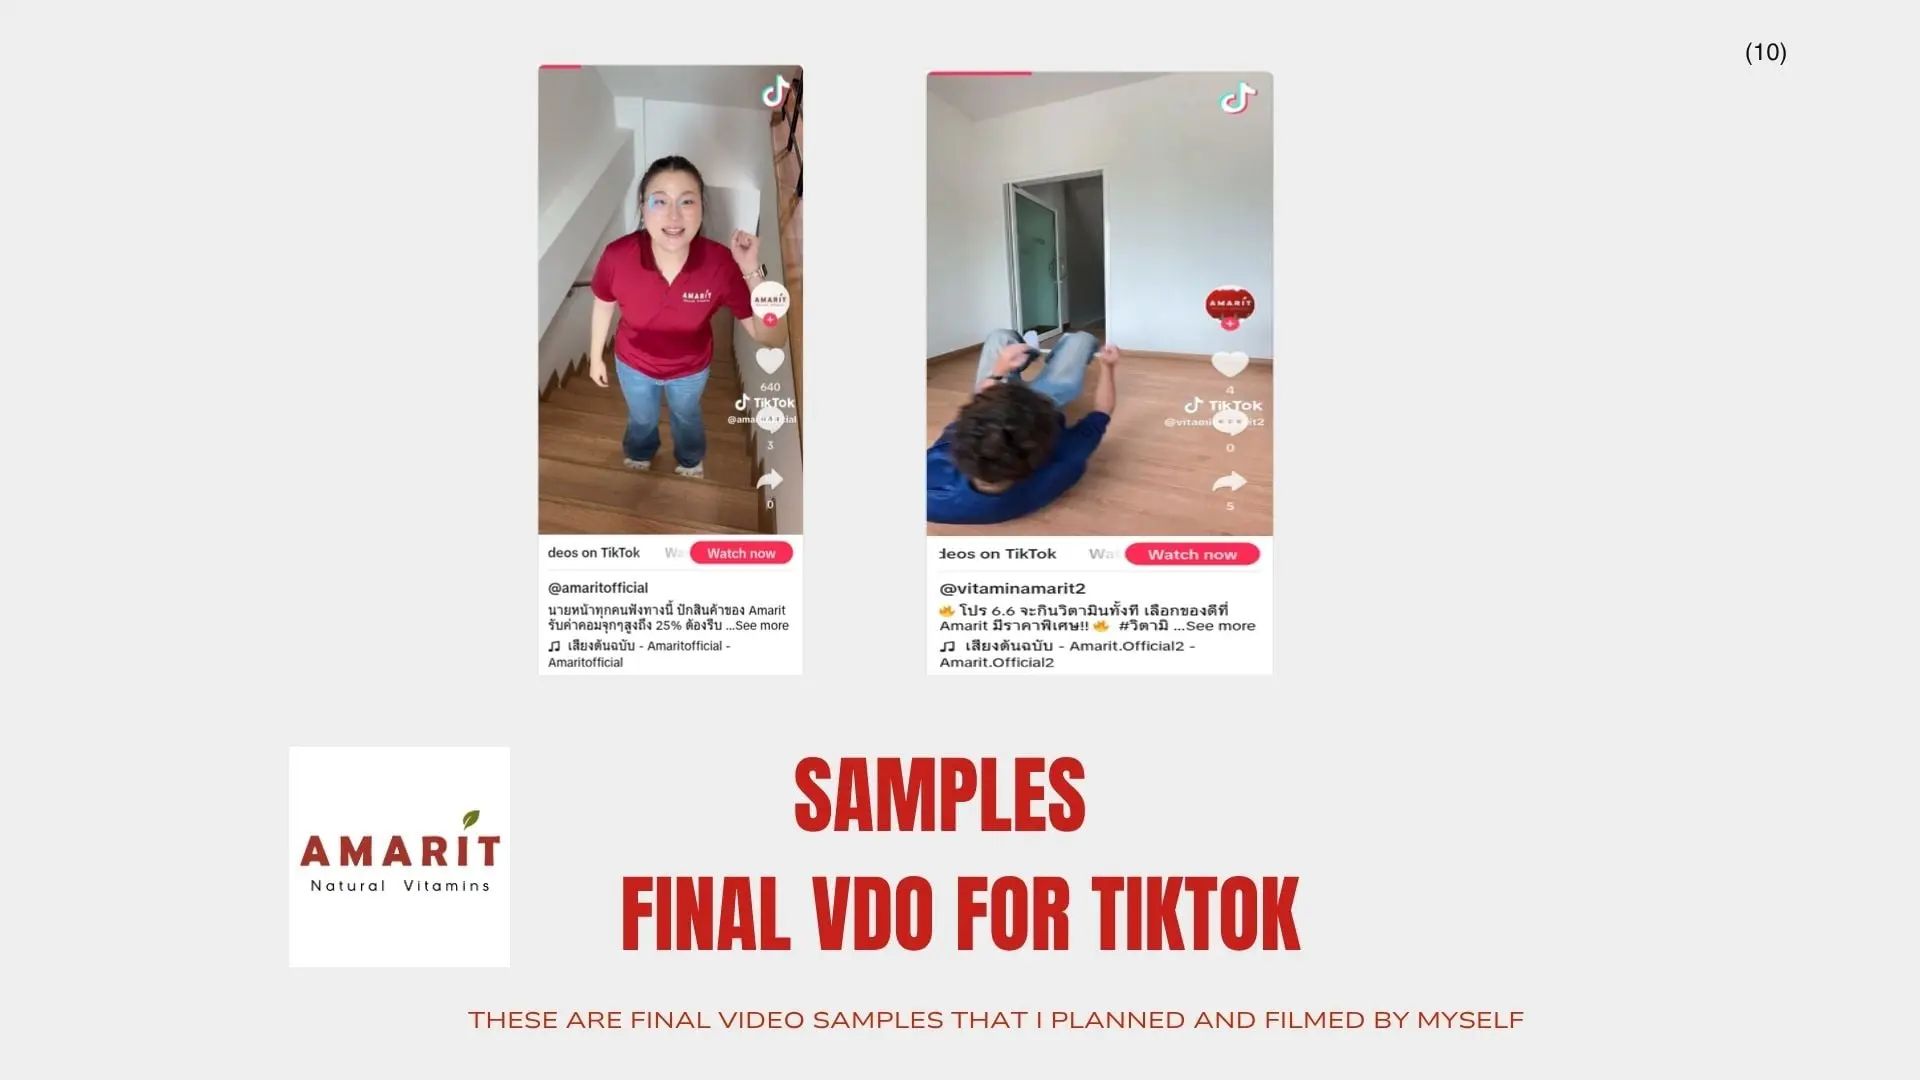 (10)
AMARIT
AMARIT
640
TikTok
3
0
deos on TikTok Watch now
@amaritofficial
นายหน้าทุกคนฟังทางนี้ ปักสินค้าของ Amarit
รับค่าคอมจุกๆสูงถึง 25% ต้องรีบ ...See more
เสียงต้นฉบับ - Amaritofficial -
Amaritofficial
AMARIT
4
TikTok
0
5
deos on TikTok Watch now
@vitaminamarit2
🔥 โปร 6.6 จะกินวิตามินทั้งที เลือกของดีที่
Amarit มีราคาพิเศษ!! 🔥 #วิตามิ ...See more
เสียงต้นฉบับ - Amarit.Official2 -
Amarit.Official2
AMARIT
Natural Vitamins
SAMPLES
FINAL VDO FOR TIKTOK
THESE ARE FINAL VIDEO SAMPLES THAT I PLANNED AND FILMED BY MYSELF